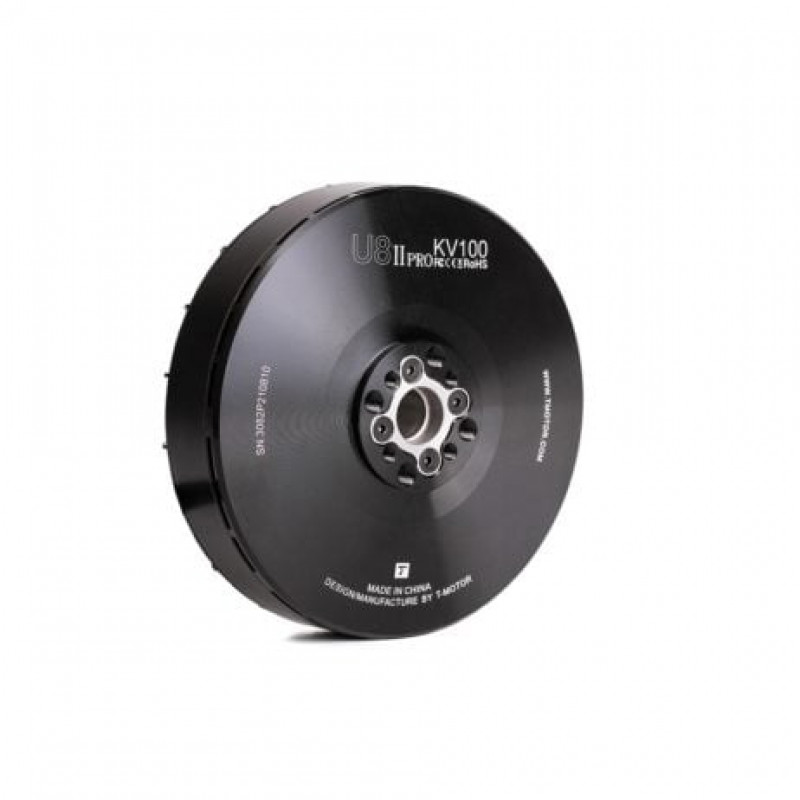 U8 II PRO KV100
FC CE RoHS
SN:3082P210810
WWW.TMOTOR.COM
T
MADE IN CHINA
DESIGN/MANUFACTURE BY T-MOTOR